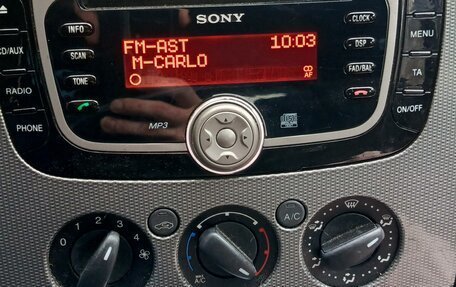 SONY
CLOCK
INFO
FM-AST 10:03
DSP
M-CARLO
CD/AUX
SCAN
MENU
AF
FAD/BAL
TA
RADIO
TONE
ON/OFF
PHONE
MP3
A/C
4
3
2
1
0
A/C